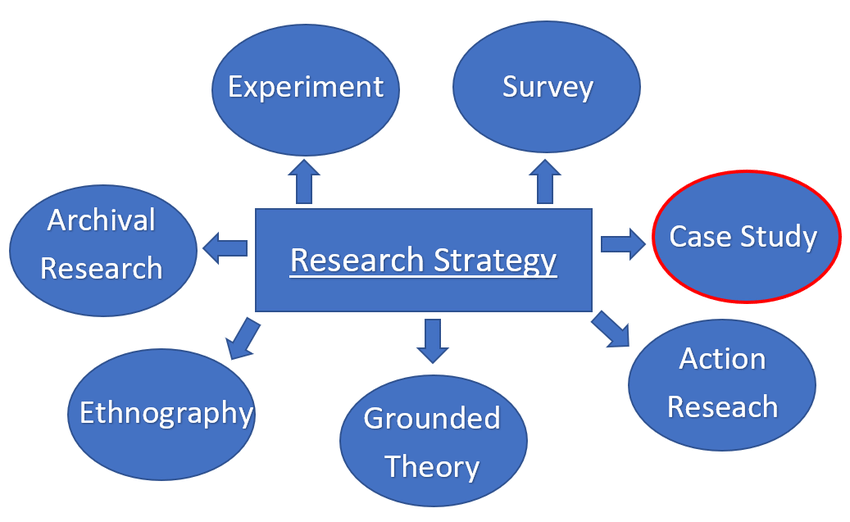 Experiment
Survey
Archival
Research
Research Strategy
Case Study
Ethnography
Grounded
Theory
Action
Reseach